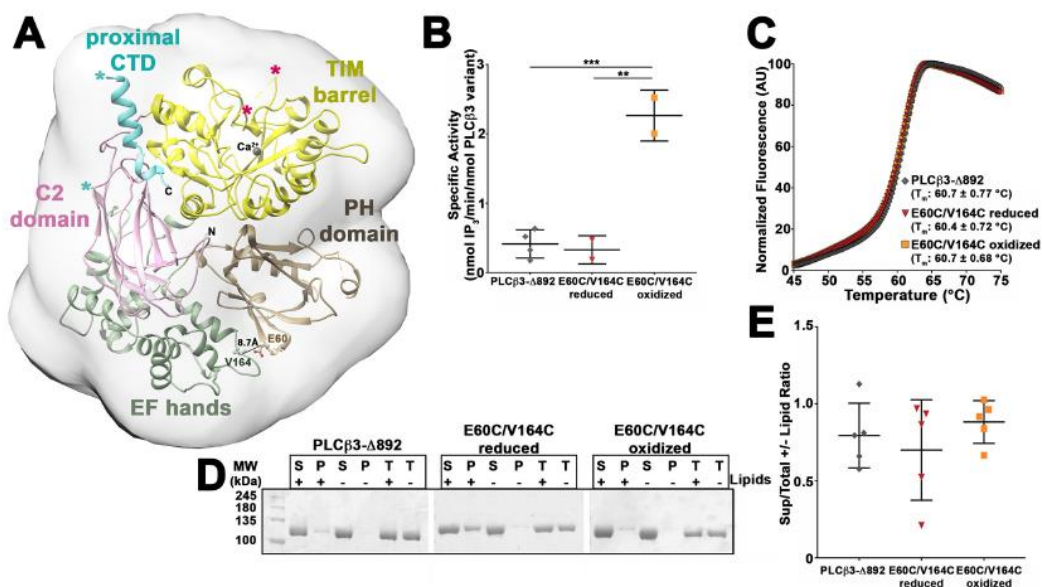 A
proximal
CTD
*
*
*
*
TIM
barrel
Ca²⁺
C
C2
domain
N
PH
domain
8.7Å
E60
V164
EF hands
B
***
**
Specific Activity
(nmol IP₃/min/nmol PLCβ3 variant)
3
2
1
0
PLCβ3-Δ892 E60C/V164C E60C/V164C
reduced oxidized
C
Normalized Fluorescence (AU)
100
80
60
40
20
0
PLCβ3-Δ892
(Tₘ: 60.7 ± 0.77 °C)
E60C/V164C reduced
(Tₘ: 60.4 ± 0.72 °C)
E60C/V164C oxidized
(Tₘ: 60.7 ± 0.68 °C)
45 50 55 60 65 70 75
Temperature (°C)
D
PLCβ3-Δ892
E60C/V164C
reduced
E60C/V164C
oxidized
MW
(kDa)
S P S P T T
+ + - - + -
S P S P T T
+ + - - + -
S P S P T T
+ + - - + -
Lipids
245
180
135
100
E
Sup/Total +/- Lipid Ratio
1.5
1.0
0.5
0
PLCβ3-Δ892 E60C/V164C E60C/V164C
reduced oxidized